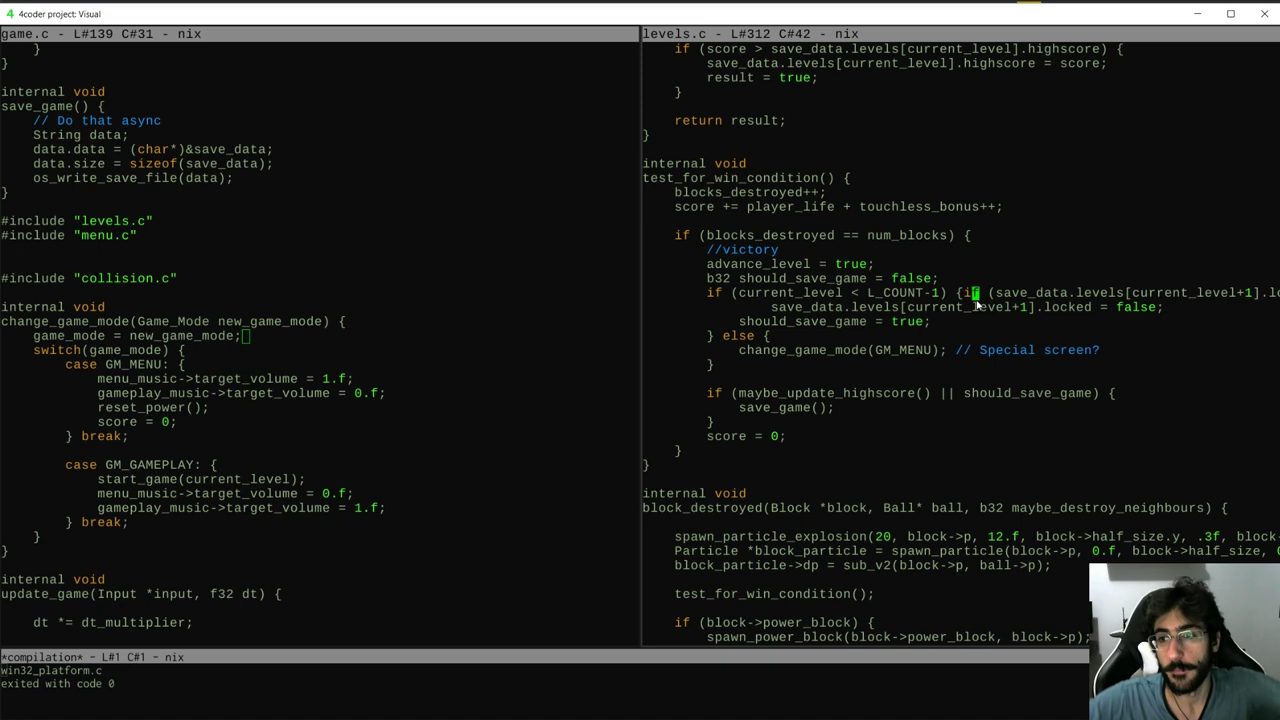 4coder project: Visual
game.c - L#139 C#31 - nix
}
}
internal void
save_game() {
// Do that async
String data;
data.data = (char*)&save_data;
data.size = sizeof(save_data);
os_write_save_file(data);
}
#include "levels.c"
#include "menu.c"
#include "collision.c"
internal void
change_game_mode(Game_Mode new_game_mode) {
game_mode = new_game_mode;
switch(game_mode) {
case GM_MENU: {
menu_music->target_volume = 1.f;
gameplay_music->target_volume = 0.f;
reset_power();
score = 0;
} break;
case GM_GAMEPLAY: {
start_game(current_level);
menu_music->target_volume = 0.f;
gameplay_music->target_volume = 1.f;
} break;
}
}
internal void
update_game(Input *input, f32 dt) {
dt *= dt_multiplier;
levels.c - L#312 C#42 - nix
if (score > save_data.levels[current_level].highscore) {
save_data.levels[current_level].highscore = score;
result = true;
}
return result;
}
internal void
test_for_win_condition() {
blocks_destroyed++;
score += player_life + touchless_bonus++;
if (blocks_destroyed == num_blocks) {
//victory
advance_level = true;
b32 should_save_game = false;
if (current_level < L_COUNT-1) {if (save_data.levels[current_level+1].lo
save_data.levels[current_level+1].locked = false;
should_save_game = true;
} else {
change_game_mode(GM_MENU); // Special screen?
}
if (maybe_update_highscore() || should_save_game) {
save_game();
}
score = 0;
}
}
internal void
block_destroyed(Block *block, Ball* ball, b32 maybe_destroy_neighbours) {
spawn_particle_explosion(20, block->p, 12.f, block->half_size.y, .3f, block-
Particle *block_particle = spawn_particle(block->p, 0.f, block->half_size, 0
block_particle->dp = sub_v2(block->p, ball->p);
test_for_win_condition();
if (block->power_block) {
spawn_power_block(block->power_block, block->p);
*compilation* - L#1 C#1 - nix
win32_platform.c
exited with code 0